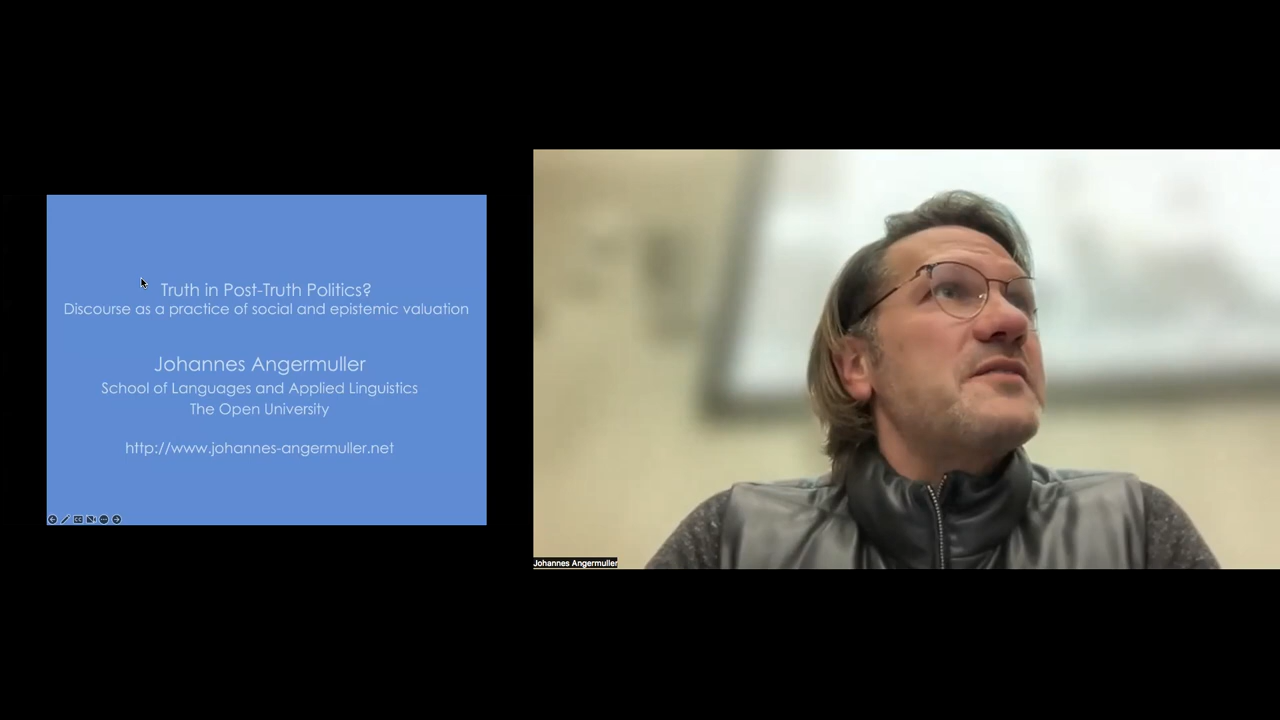 Truth in Post-Truth Politics?
Discourse as a practice of social and epistemic valuation
Johannes Angermuller
School of Languages and Applied Linguistics
The Open University
http://www.johannes-angermuller.net
Johannes Angermuller